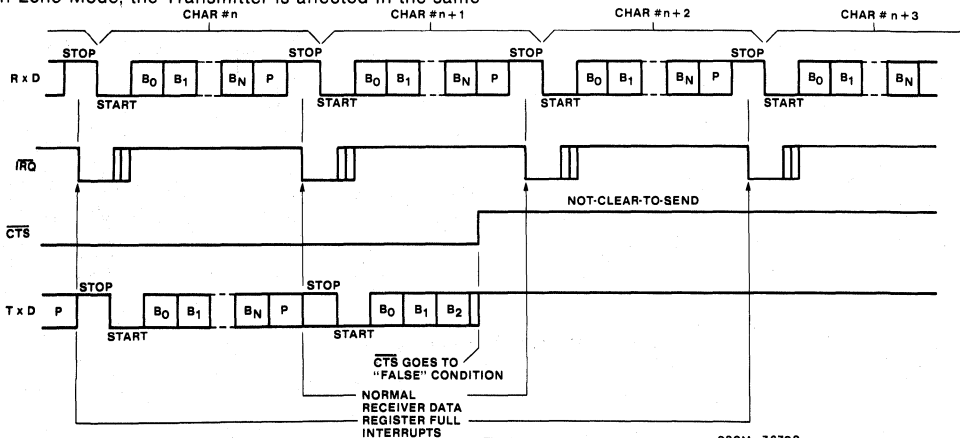 n Echo Mode, the Transmitter is affected in the same
CHAR #n CHAR #n+1 CHAR #n+2 CHAR #n+3
STOP STOP STOP STOP
R x D B0 B1 BN P B0 B1 BN P B0 B1 BN P B0 B1 BN
START START START START
IRQ
NOT-CLEAR-TO-SEND
CTS
STOP STOP
T x D P B0 B1 BN P B0 B1 B2
START START
CTS GOES TO
"FALSE" CONDITION
NORMAL
RECEIVER DATA
REGISTER FULL
INTERRUPTS